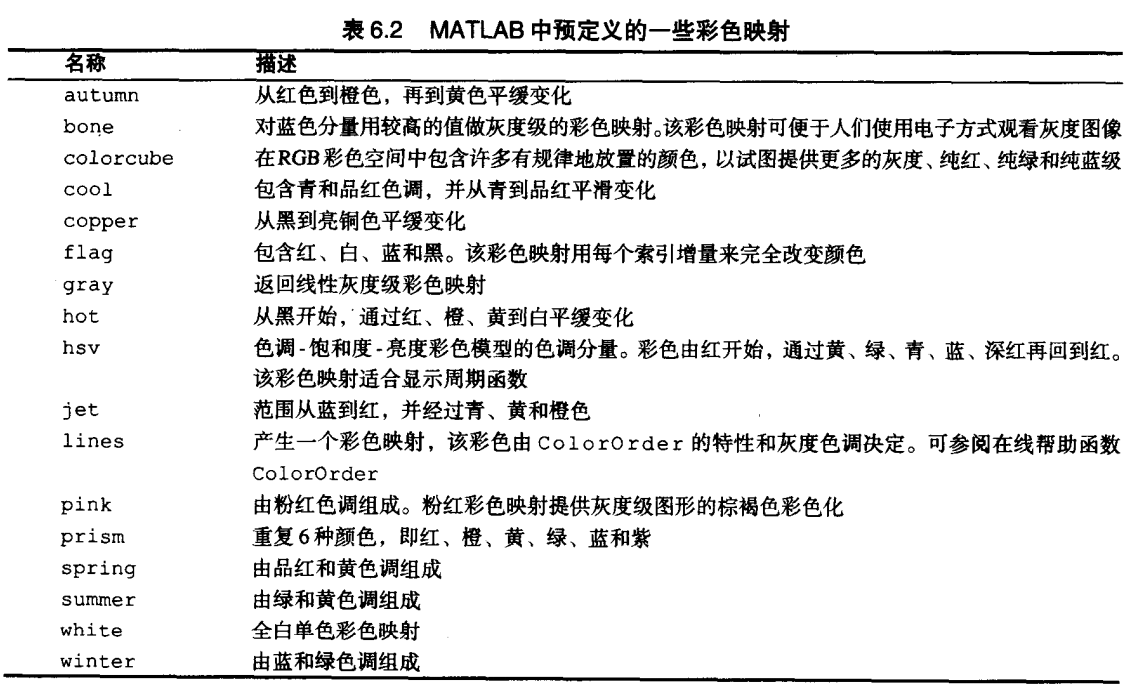 表 6.2 MATLAB 中预定义的一些彩色映射
名称 描述
autumn 从红色到橙色，再到黄色平缓变化
bone 对蓝色分量用较高的值做灰度级的彩色映射。该彩色映射可便于人们使用电子方式观看灰度图像
colorcube 在RGB彩色空间中包含许多有规律地放置的颜色，以试图提供更多的灰度、纯红、纯绿和纯蓝级
cool 包含青和品红色调，并从青到品红平滑变化
copper 从黑到亮铜色平缓变化
flag 包含红、白、蓝和黑。该彩色映射用每个索引增量来完全改变颜色
gray 返回线性灰度级彩色映射
hot 从黑开始，通过红、橙、黄到白平缓变化
hsv 色调-饱和度-亮度彩色模型的色调分量。彩色由红开始，通过黄、绿、青、蓝、深红再回到红。
该彩色映射适合显示周期函数
jet 范围从蓝到红，并经过青、黄和橙色
lines 产生一个彩色映射，该彩色由 ColorOrder 的特性和灰度色调决定。可参阅在线帮助函数
ColorOrder
pink 由粉红色调组成。粉红彩色映射提供灰度级图形的棕褐色彩色化
prism 重复6种颜色，即红、橙、黄、绿、蓝和紫
spring 由品红和黄色调组成
summer 由绿和黄色调组成
white 全白单色彩色映射
winter 由蓝和绿色调组成